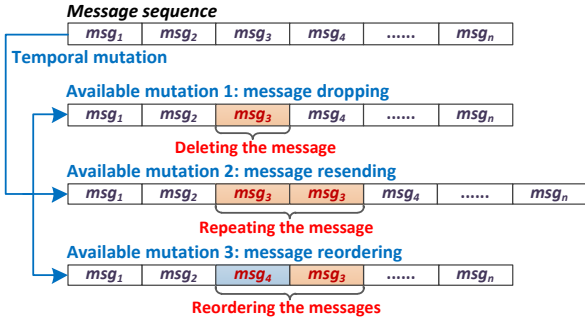 Message sequence
msg₁ msg₂ msg₃ msg₄ ...... msgₙ
Temporal mutation
Available mutation 1: message dropping
msg₁ msg₂ msg₃ msg₄ ...... msgₙ
Deleting the message
Available mutation 2: message resending
msg₁ msg₂ msg₃ msg₃ msg₄ ...... msgₙ
Repeating the message
Available mutation 3: message reordering
msg₁ msg₂ msg₄ msg₃ ...... msgₙ
Reordering the messages